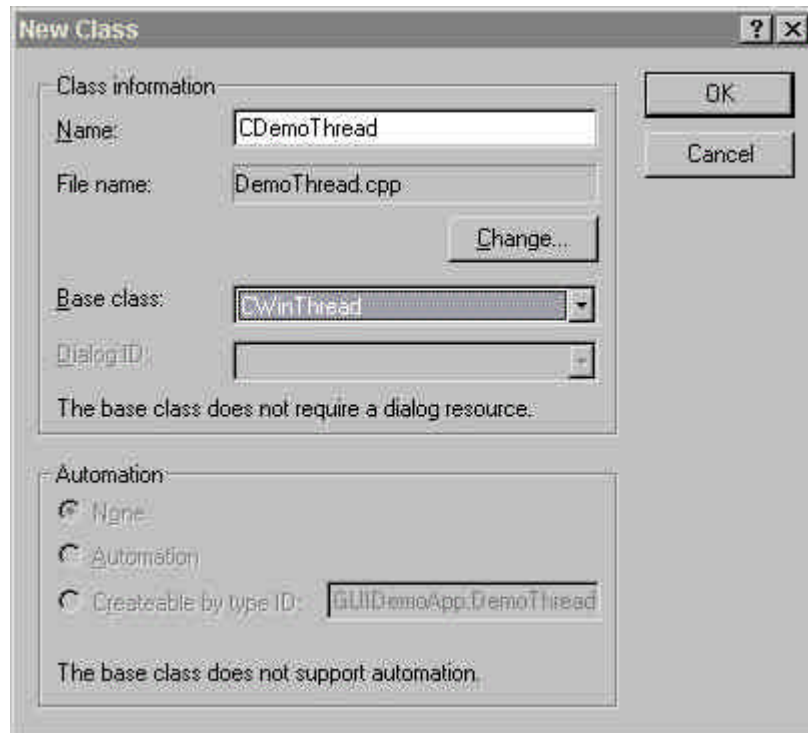 New Class
Class information
Name:
CDemoThread
File name:
DemoThread.cpp
Change...
Base class:
CWinThread
Dialog ID:
The base class does not require a dialog resource.
OK
Cancel
Automation
None
Automation
Createable by type ID:
GUIDemoApp.DemoThread
The base class does not support automation.